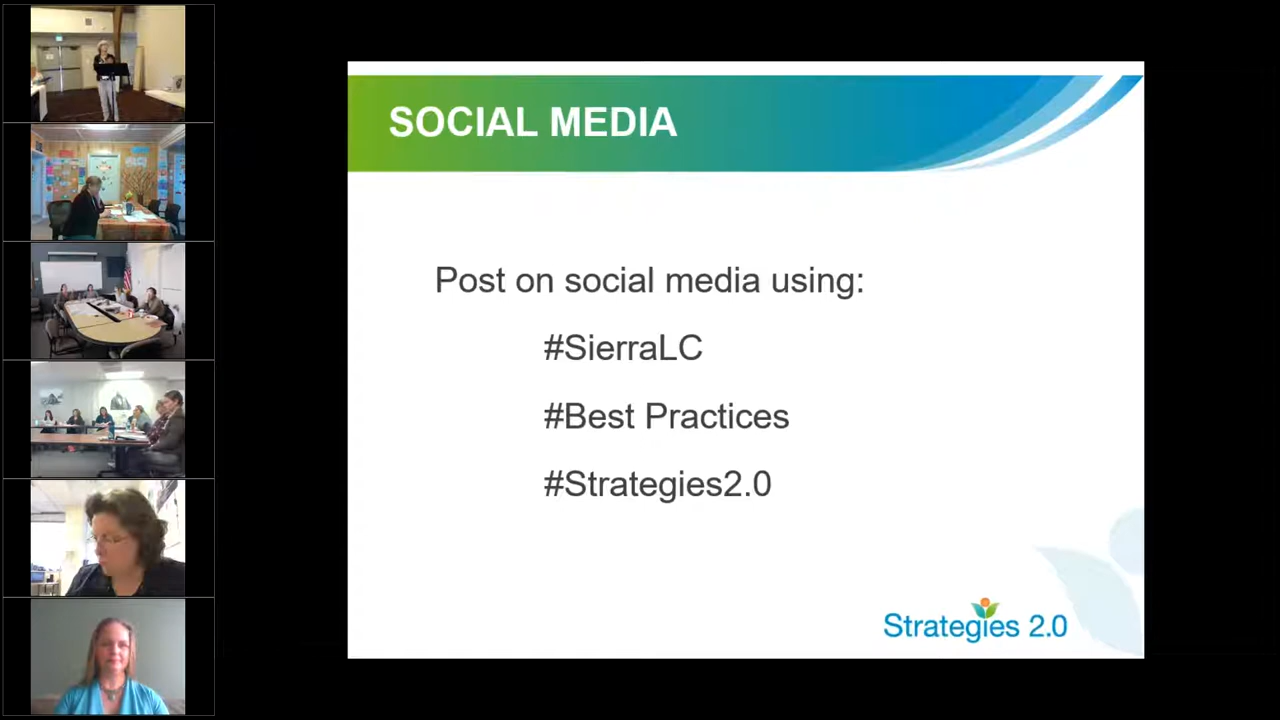 SOCIAL MEDIA
Post on social media using:
#SierraLC
#Best Practices
#Strategies2.0
Strategies 2.0